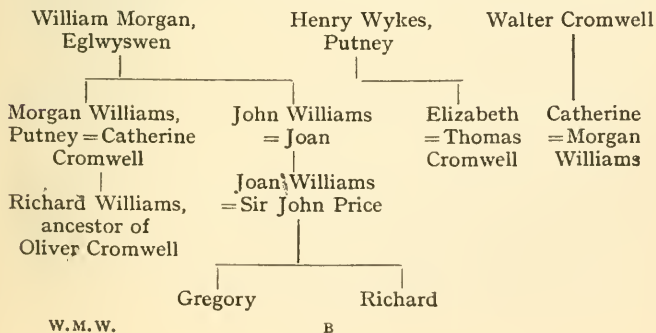 William Morgan,
Eglwyswen
Henry Wykes,
Putney
Walter Cromwell
Morgan Williams,
Putney = Catherine
Cromwell
Richard Williams,
ancestor of
Oliver Cromwell
John Williams
= Joan
Joan Williams
= Sir John Price
Elizabeth
= Thomas
Cromwell
Catherine
= Morgan
Williams
Gregory
Richard
W.M.W.
B